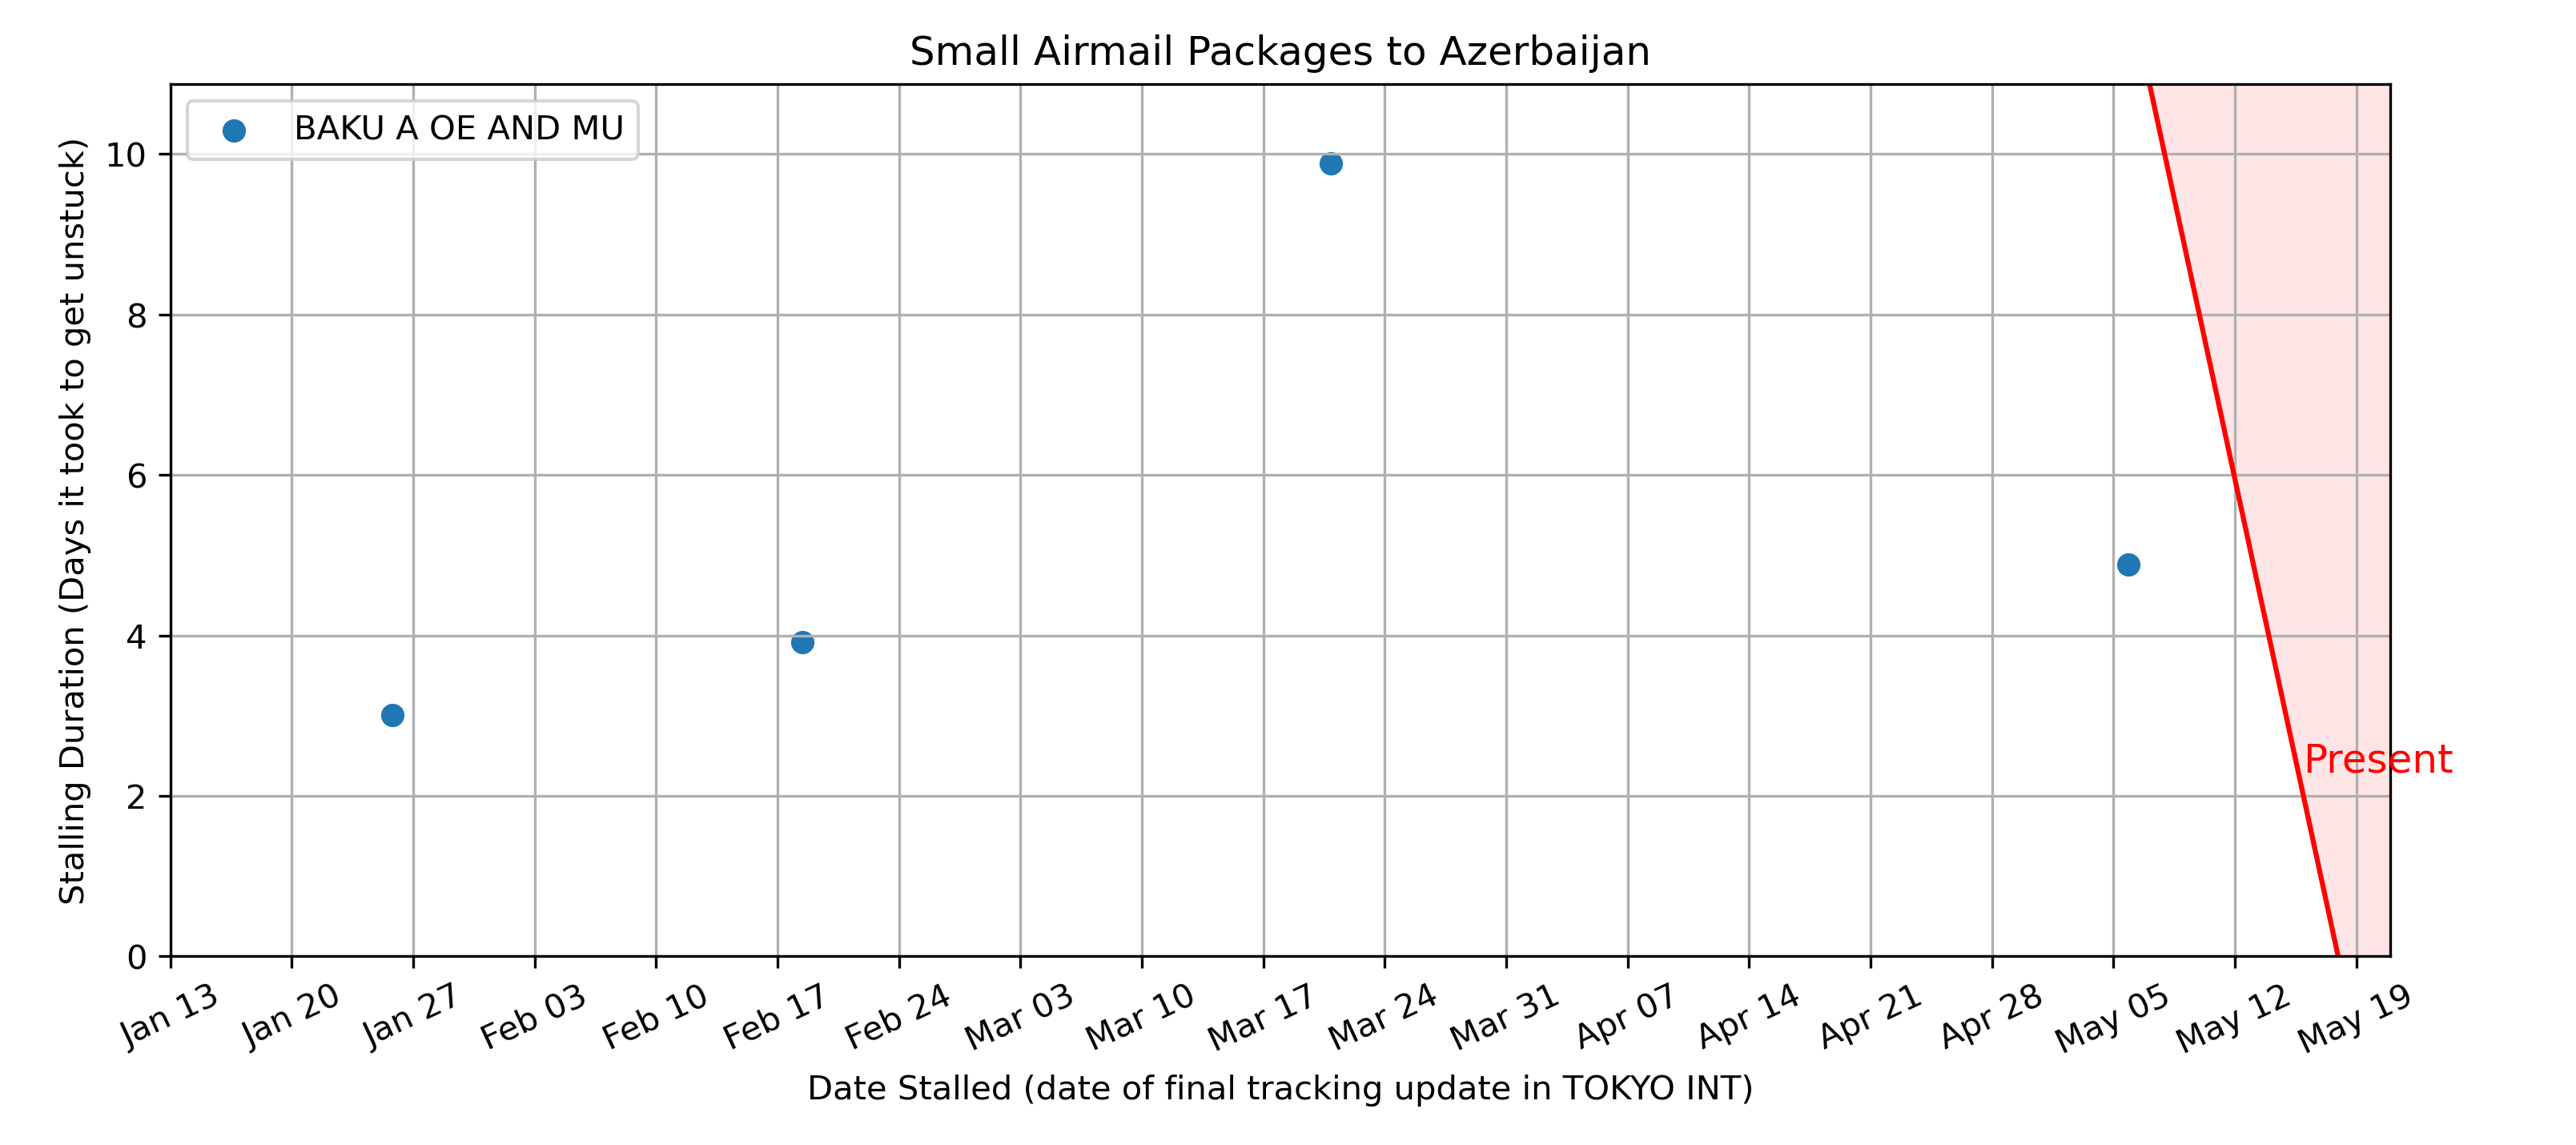 Small Airmail Packages to Azerbaijan
BAKU A OE AND MU
Stalling Duration (Days it took to get unstuck)
10
8
6
4
2
0
Present
Jan 13
Jan 20
Jan 27
Feb 03
Feb 10
Feb 17
Feb 24
Mar 03
Mar 10
Mar 17
Mar 24
Mar 31
Apr 07
Apr 14
Apr 21
Apr 28
May 05
May 12
May 19
Date Stalled (date of final tracking update in TOKYO INT)